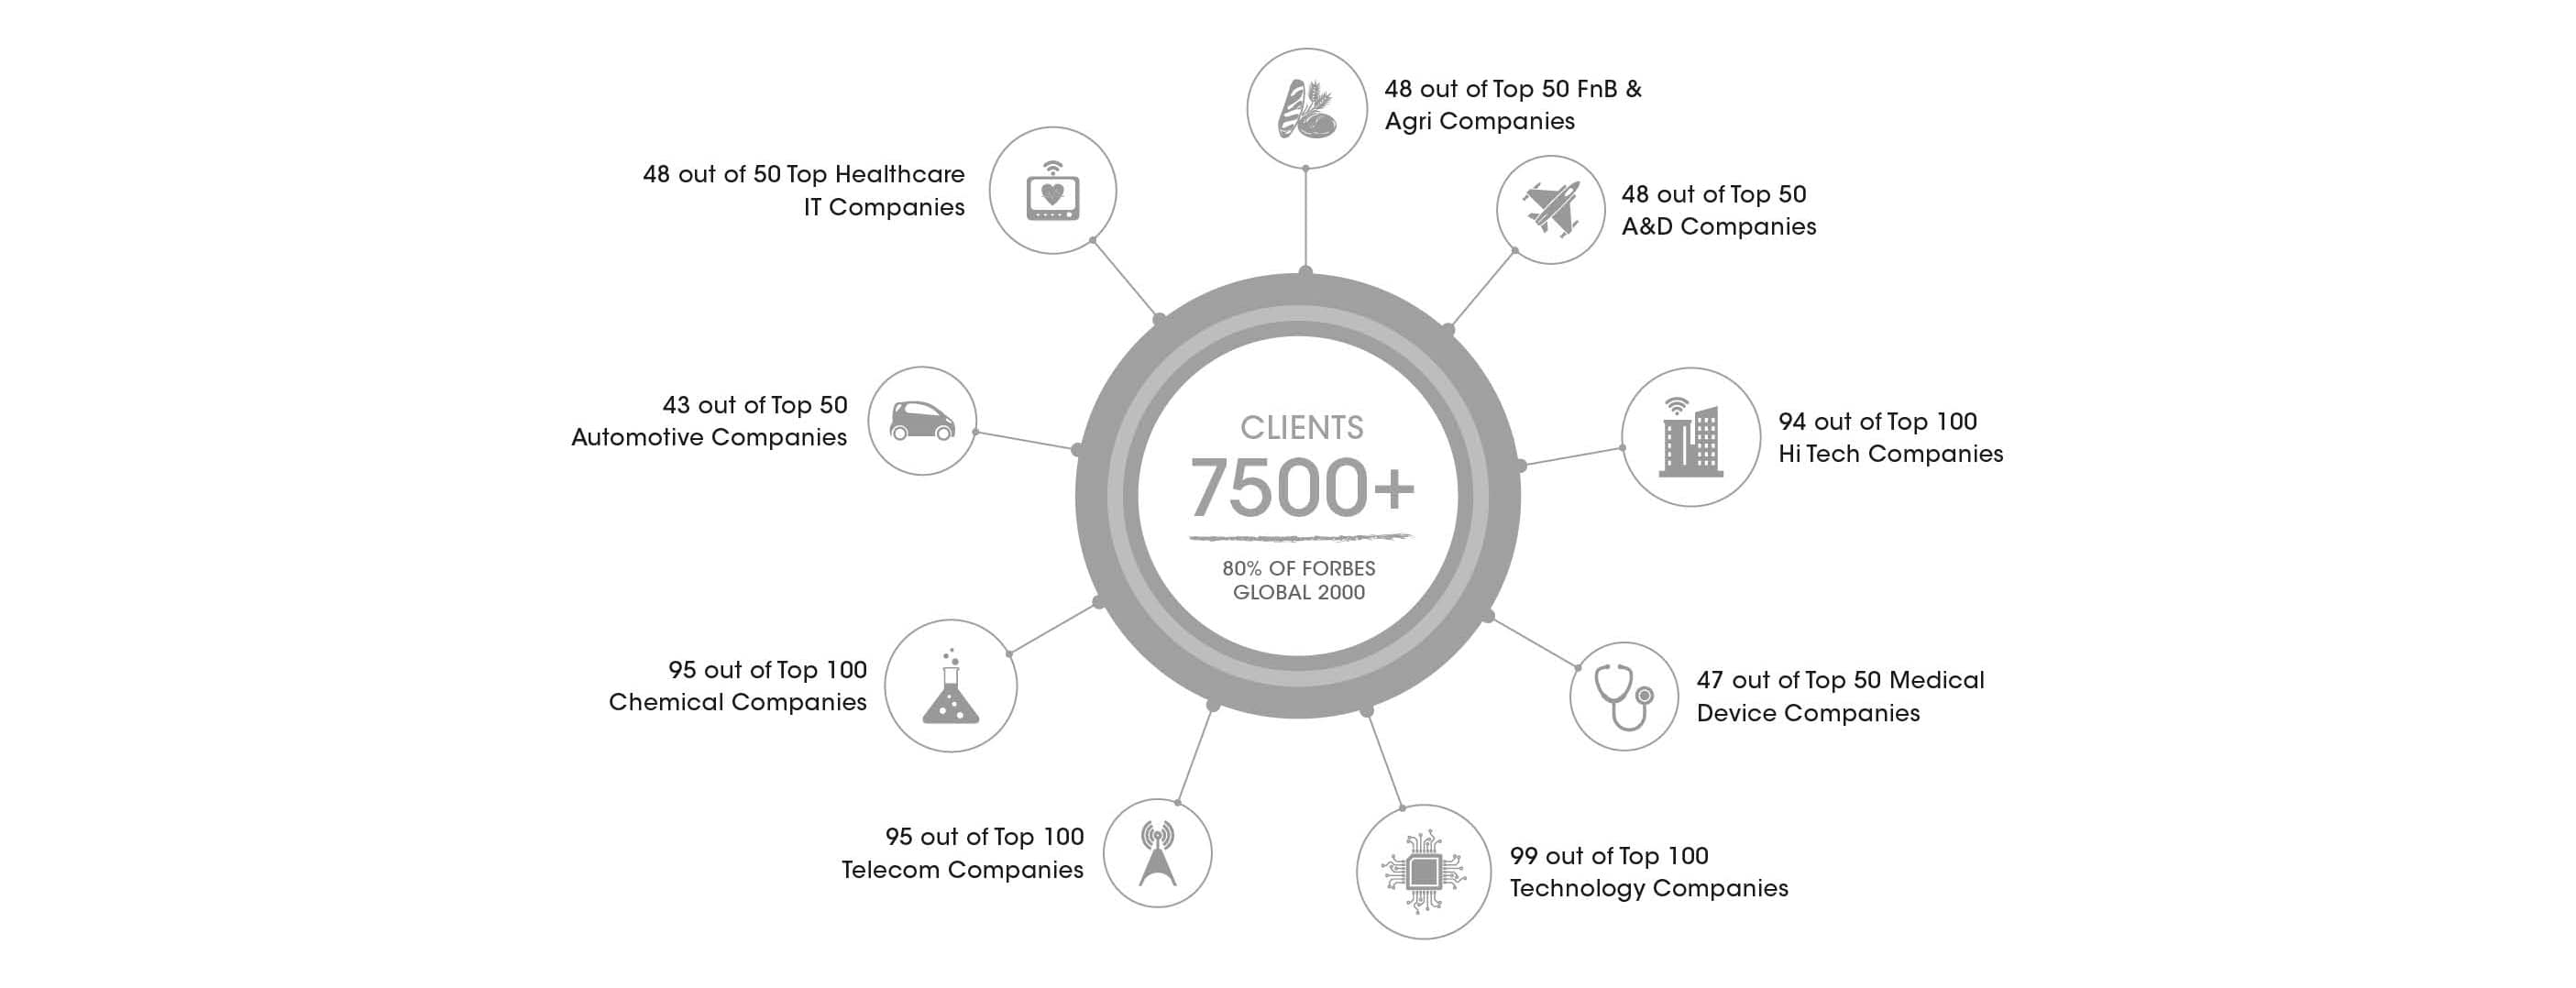 48 out of Top 50 FnB &
Agri Companies
48 out of 50 Top Healthcare
IT Companies
48 out of Top 50
A&D Companies
43 out of Top 50
Automotive Companies
94 out of Top 100
Hi Tech Companies
CLIENTS
7500+
80% OF FORBES
GLOBAL 2000
95 out of Top 100
Chemical Companies
47 out of Top 50 Medical
Device Companies
95 out of Top 100
Telecom Companies
99 out of Top 100
Technology Companies